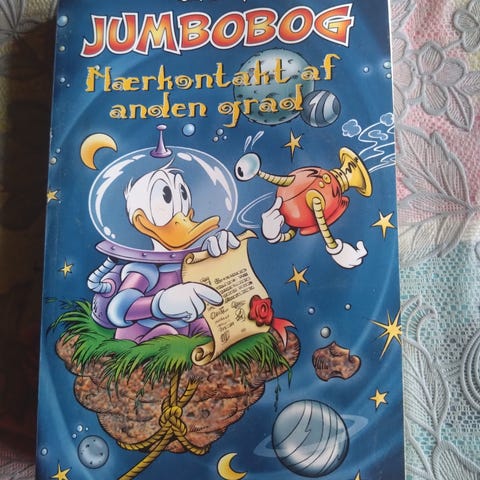 JUMBOBOG
Nærkontakt af
anden grad